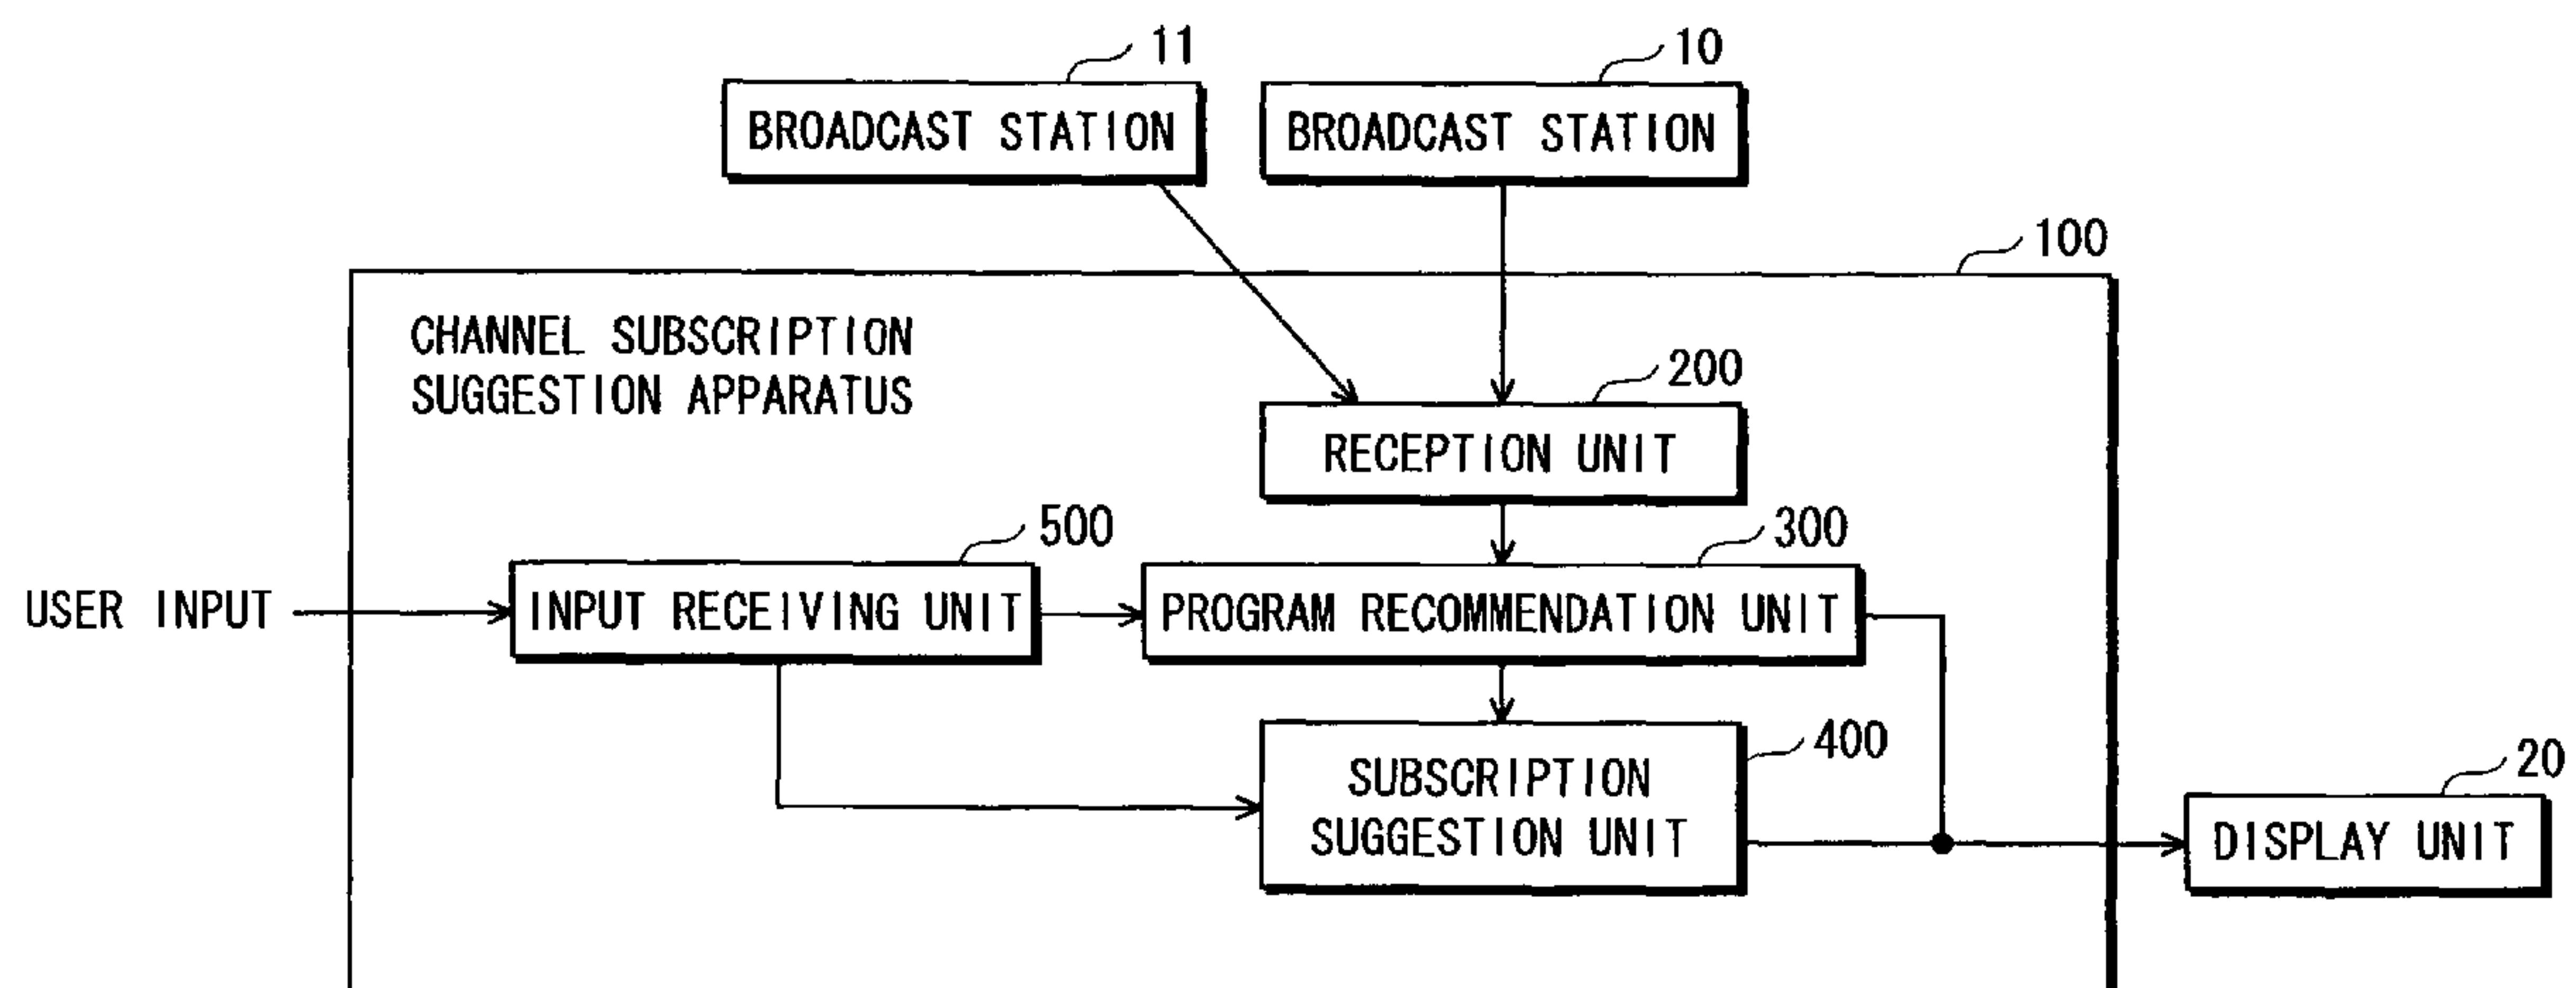 11
10
BROADCAST STATION
BROADCAST STATION
100
CHANNEL SUBSCRIPTION
SUGGESTION APPARATUS
200
RECEPTION UNIT
500
300
USER INPUT
INPUT RECEIVING UNIT
PROGRAM RECOMMENDATION UNIT
400
SUBSCRIPTION
SUGGESTION UNIT
20
DISPLAY UNIT